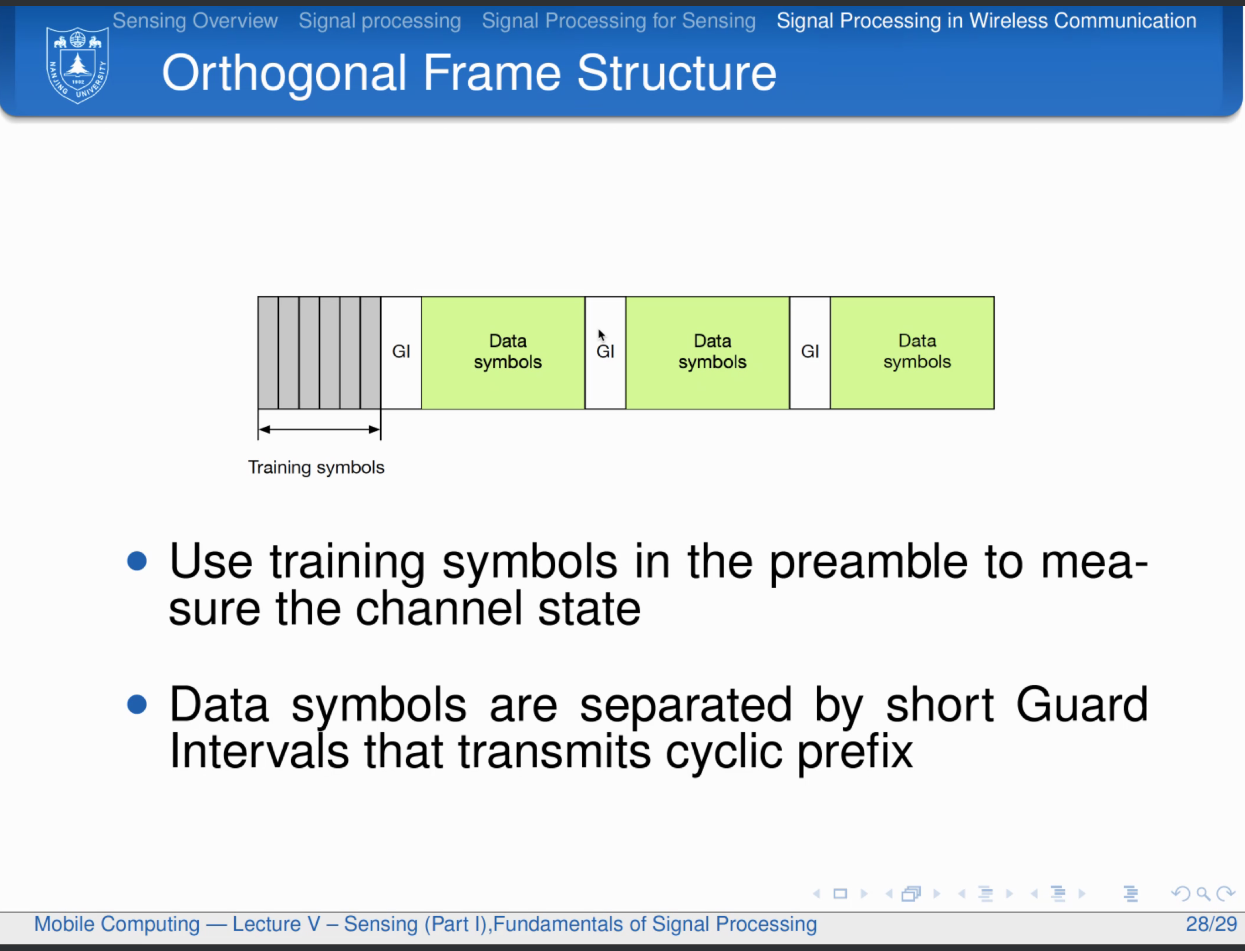 Sensing Overview Signal processing Signal Processing for Sensing Signal Processing in Wireless Communication
NANJING UNIVERSITY
1902
Orthogonal Frame Structure
GI
Data
symbols
GI
Data
symbols
GI
Data
symbols
Training symbols
• Use training symbols in the preamble to mea-
sure the channel state
• Data symbols are separated by short Guard
Intervals that transmits cyclic prefix
Mobile Computing — Lecture V – Sensing (Part I),Fundamentals of Signal Processing 28/29